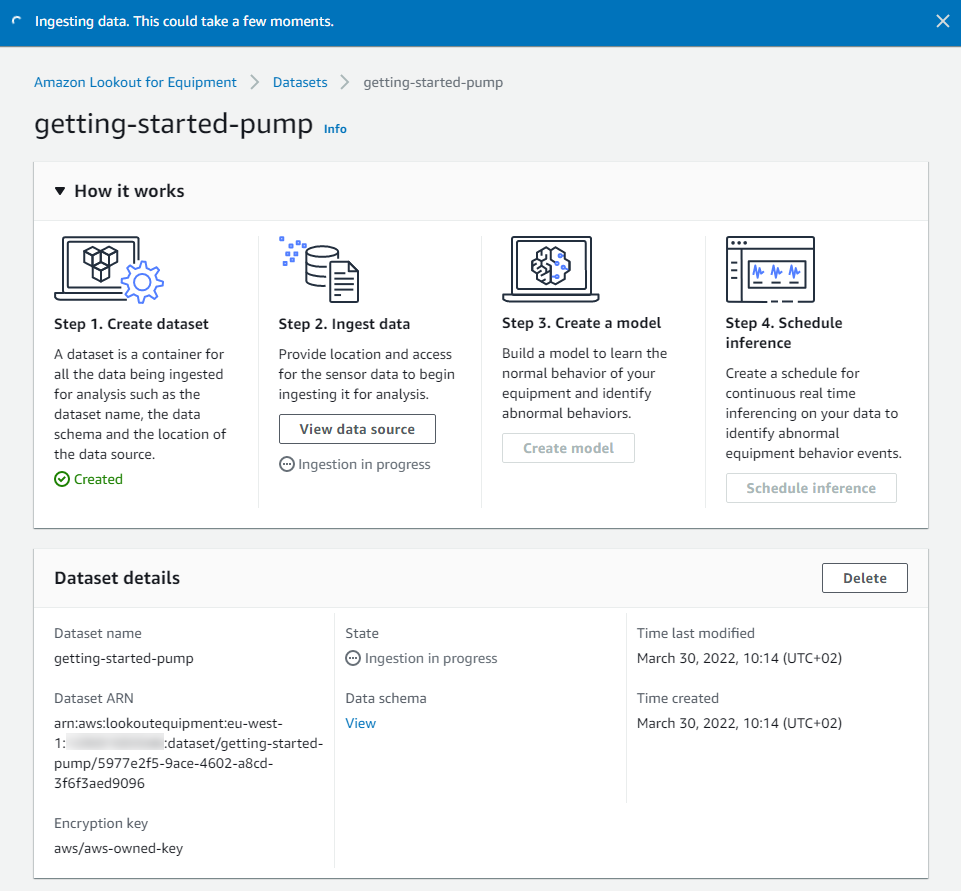 Ingesting data. This could take a few moments.
Amazon Lookout for Equipment > Datasets > getting-started-pump
getting-started-pump Info
How it works
Step 1. Create dataset
A dataset is a container for
all the data being ingested
for analysis such as the
dataset name, the data
schema and the location of
the data source.
Created
Step 2. Ingest data
Provide location and access
for the sensor data to begin
ingesting it for analysis.
View data source
Ingestion in progress
Step 3. Create a model
Build a model to learn the
normal behavior of your
equipment and identify
abnormal behaviors.
Create model
Step 4. Schedule
inference
Create a schedule for
continuous real time
inferencing on your data to
identify abnormal
equipment behavior events.
Schedule inference
Dataset details
Delete
Dataset name
getting-started-pump
Dataset ARN
arn:aws:lookoutequipment:eu-west-
1: :dataset/getting-started-
pump/5977e2f5-9ace-4602-a8cd-
3f6f3aed9096
Encryption key
aws/aws-owned-key
State
Ingestion in progress
Data schema
View
Time last modified
March 30, 2022, 10:14 (UTC+02)
Time created
March 30, 2022, 10:14 (UTC+02)